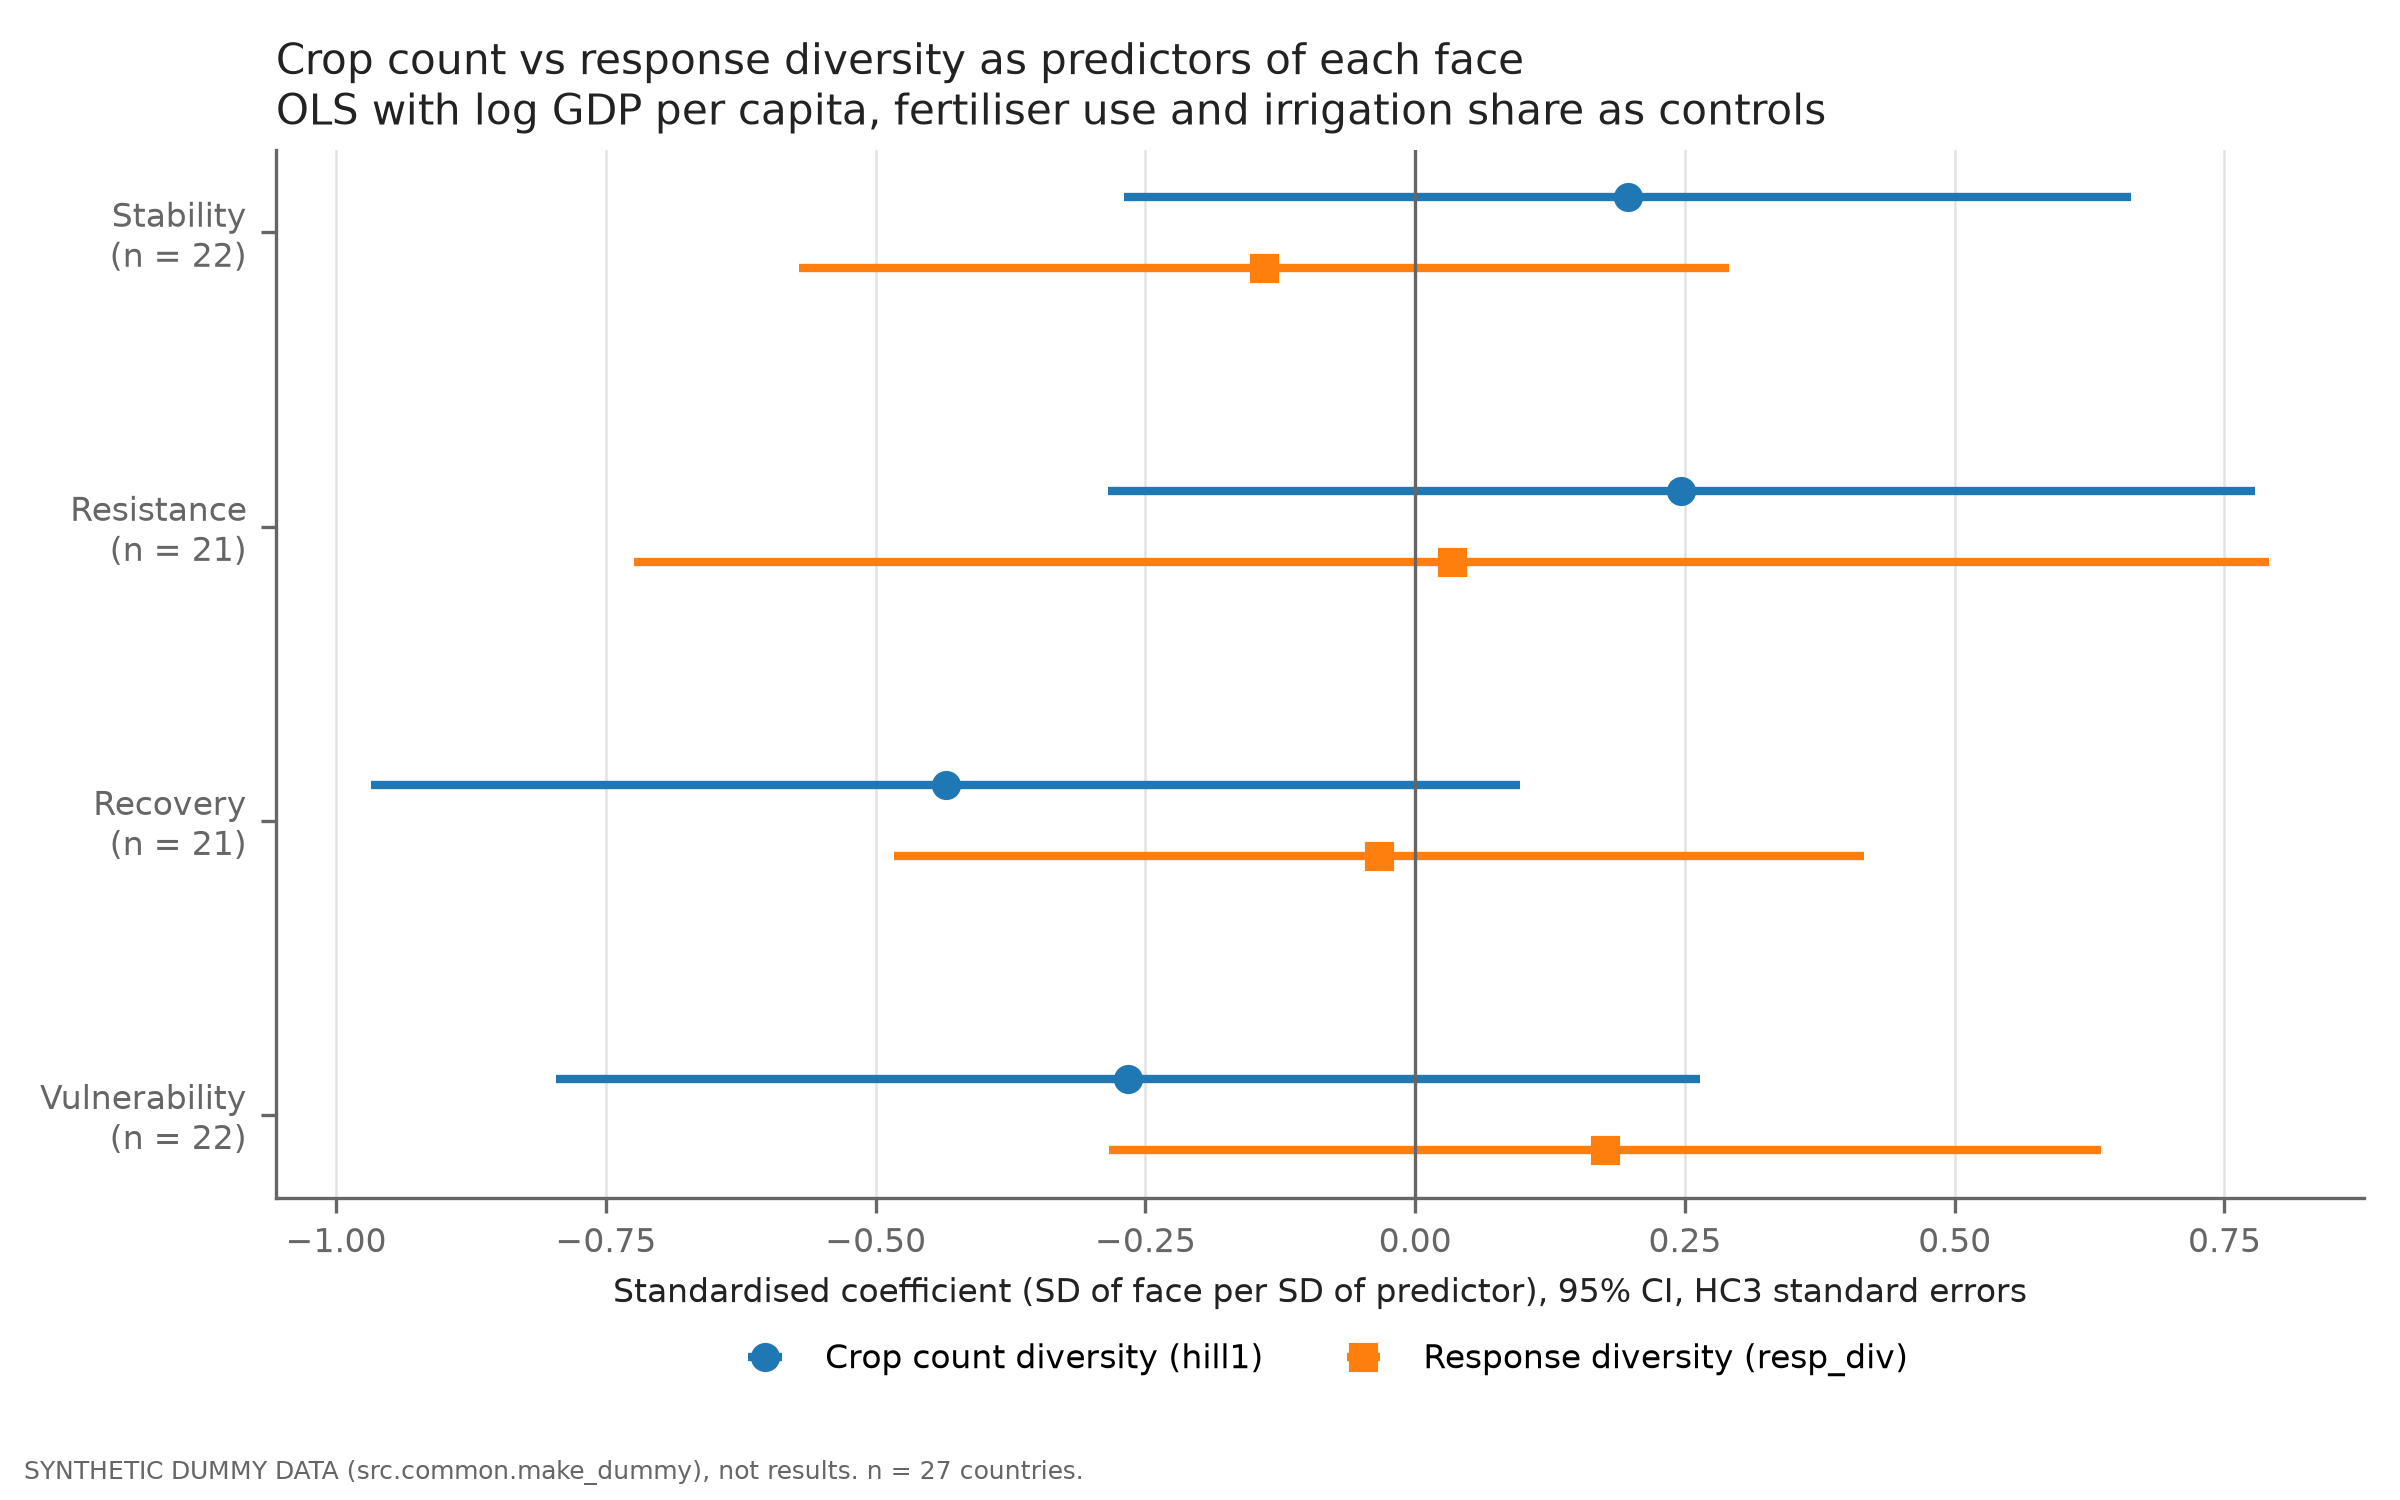 Crop count vs response diversity as predictors of each face
OLS with log GDP per capita, fertiliser use and irrigation share as controls
Stability
(n = 22)
Resistance
(n = 21)
Recovery
(n = 21)
Vulnerability
(n = 22)
−1.00 −0.75 −0.50 −0.25 0.00 0.25 0.50 0.75
Standardised coefficient (SD of face per SD of predictor), 95% CI, HC3 standard errors
Crop count diversity (hill1) Response diversity (resp_div)
SYNTHETIC DUMMY DATA (src.common.make_dummy), not results. n = 27 countries.